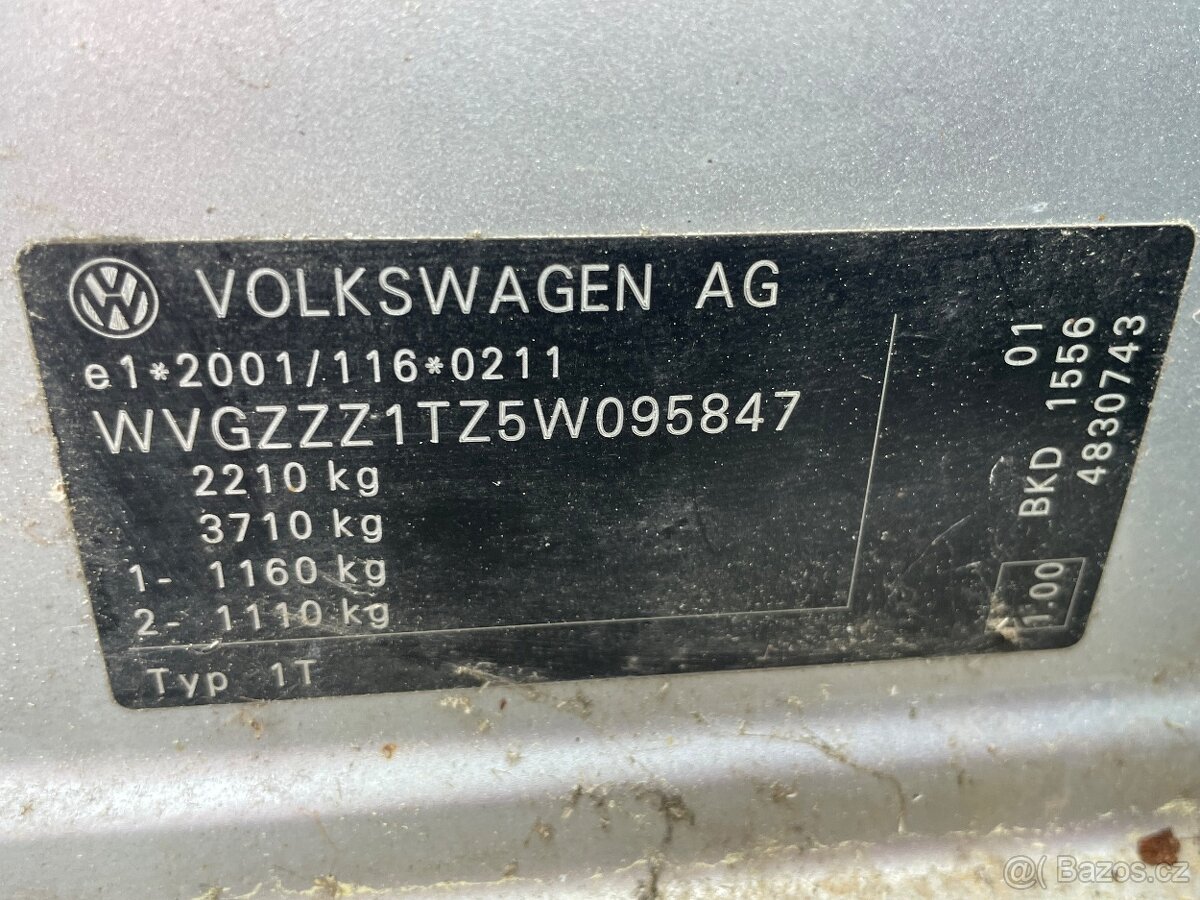 VOLKSWAGEN AG
e1*2001/116*0211
WVGZZZ1TZ5W095847
2210 kg
3710 kg
1- 1160 kg
2- 1110 kg
Typ 1T
01
BKD 1556
4830743
1.00
Bazos.cz